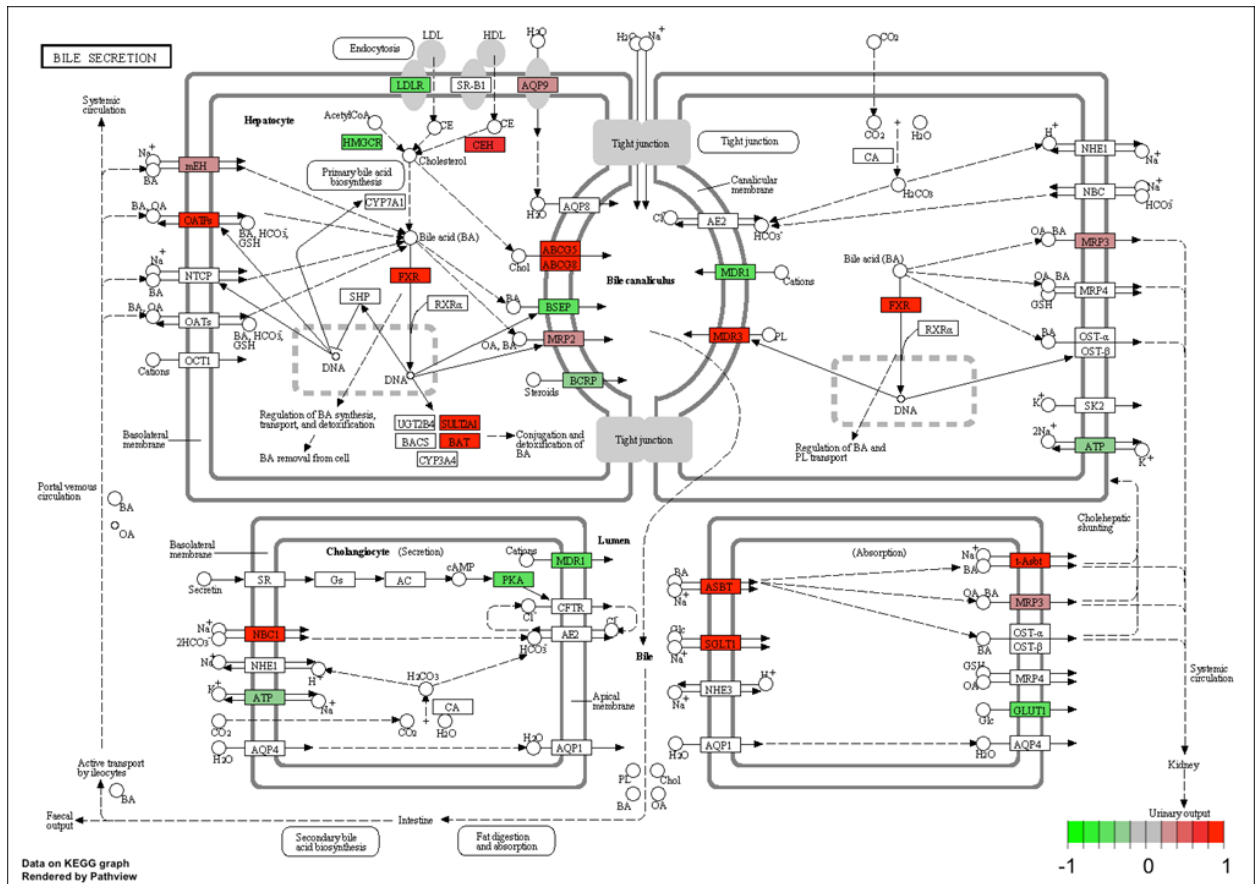 BILE SECRETION
Endocytosis
LDL
HDL
H₂O
H₂O
Na⁺
CO₂
LDLR
SR-B1
AQP9
Systemic
circulation
Hepatocyte
AcetylCoA
CE
CE
HMGCR
CEH
Cholesterol
Tight junction
Tight junction
CO₂
H₂O
CA
H₂CO₃
H⁺
NHE1
Na⁺
Na⁺
BA
mEH
Primary bile acid
biosynthesis
CYP7A1
Canalicular
membrane
NBC
Na⁺
HCO₃⁻
BA, OA
OATPs
BA, HCO₃⁻,
GSH
H₂O
AQP8
Cl⁻
AE2
HCO₃⁻
Bile acid (BA)
Chol
ABCG5
ABCG8
Bile canaliculus
OA, BA
MRP3
Bile acid (BA)
Na⁺
BA
NTCP
FXR
MDR1
Cations
OA, BA
GSH
MRP4
SHP
RXRα
BA
BSEP
FXR
BA, OA
OATs
BA, HCO₃⁻,
GSH
OA, BA
MRP2
MDR3
PL
RXRα
BA
OST-α
OST-β
Cations
OCT1
DNA
DNA
Steroids
BCRP
DNA
K⁺
SK2
Regulation of BA synthesis,
transport, and detoxification
UGT2B4
SULT2A1
BACS
BAT
CYP3A4
Conjugation and
detoxification of
BA
Tight junction
Regulation of BA and
PL transport
2Na⁺
ATP
K⁺
Basolateral
membrane
BA removal from cell
Portal venous
circulation
BA
OA
Cholehepatic
shunting
Basolateral
membrane
Cholangiocyte
(Secretion)
Lumen
Cations
MDR1
(Absorption)
Secretin
SR
Gs
AC
cAMP
PKA
CFTR
Cl⁻
Cl⁻
BA
Na⁺
ASBT
Na⁺
BA
t-Asbt
OA, BA
MRP3
Na⁺
2HCO₃⁻
NBC1
HCO₃⁻
AE2
Bile
Glc
Na⁺
SGLT1
BA
OST-α
OST-β
Na⁺
NHE1
H⁺
H₂CO₃
GSH
OA
MRP4
Systemic
circulation
K⁺
ATP
Na⁺
CA
Apical
membrane
Na⁺
NHE3
H⁺
Glc
GLUT1
CO₂
CO₂
H₂O
H₂O
AQP4
H₂O
AQP1
H₂O
AQP1
H₂O
AQP4
Active transport
by ileocytes
BA
PL
Chol
BA
OA
Kidney
Faecal
output
Intestine
Urinary output
Secondary bile
acid biosynthesis
Fat digestion
and absorption
-1
0
1
Data on KEGG graph
Rendered by Pathview